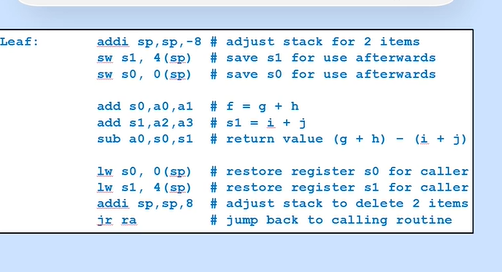 Leaf: addi sp,sp,-8 # adjust stack for 2 items
sw s1, 4(sp) # save s1 for use afterwards
sw s0, 0(sp) # save s0 for use afterwards
add s0,a0,a1 # f = g + h
add s1,a2,a3 # s1 = i + j
sub a0,s0,s1 # return value (g + h) - (i + j)
lw s0, 0(sp) # restore register s0 for caller
lw s1, 4(sp) # restore register s1 for caller
addi sp,sp,8 # adjust stack to delete 2 items
jr ra # jump back to calling routine